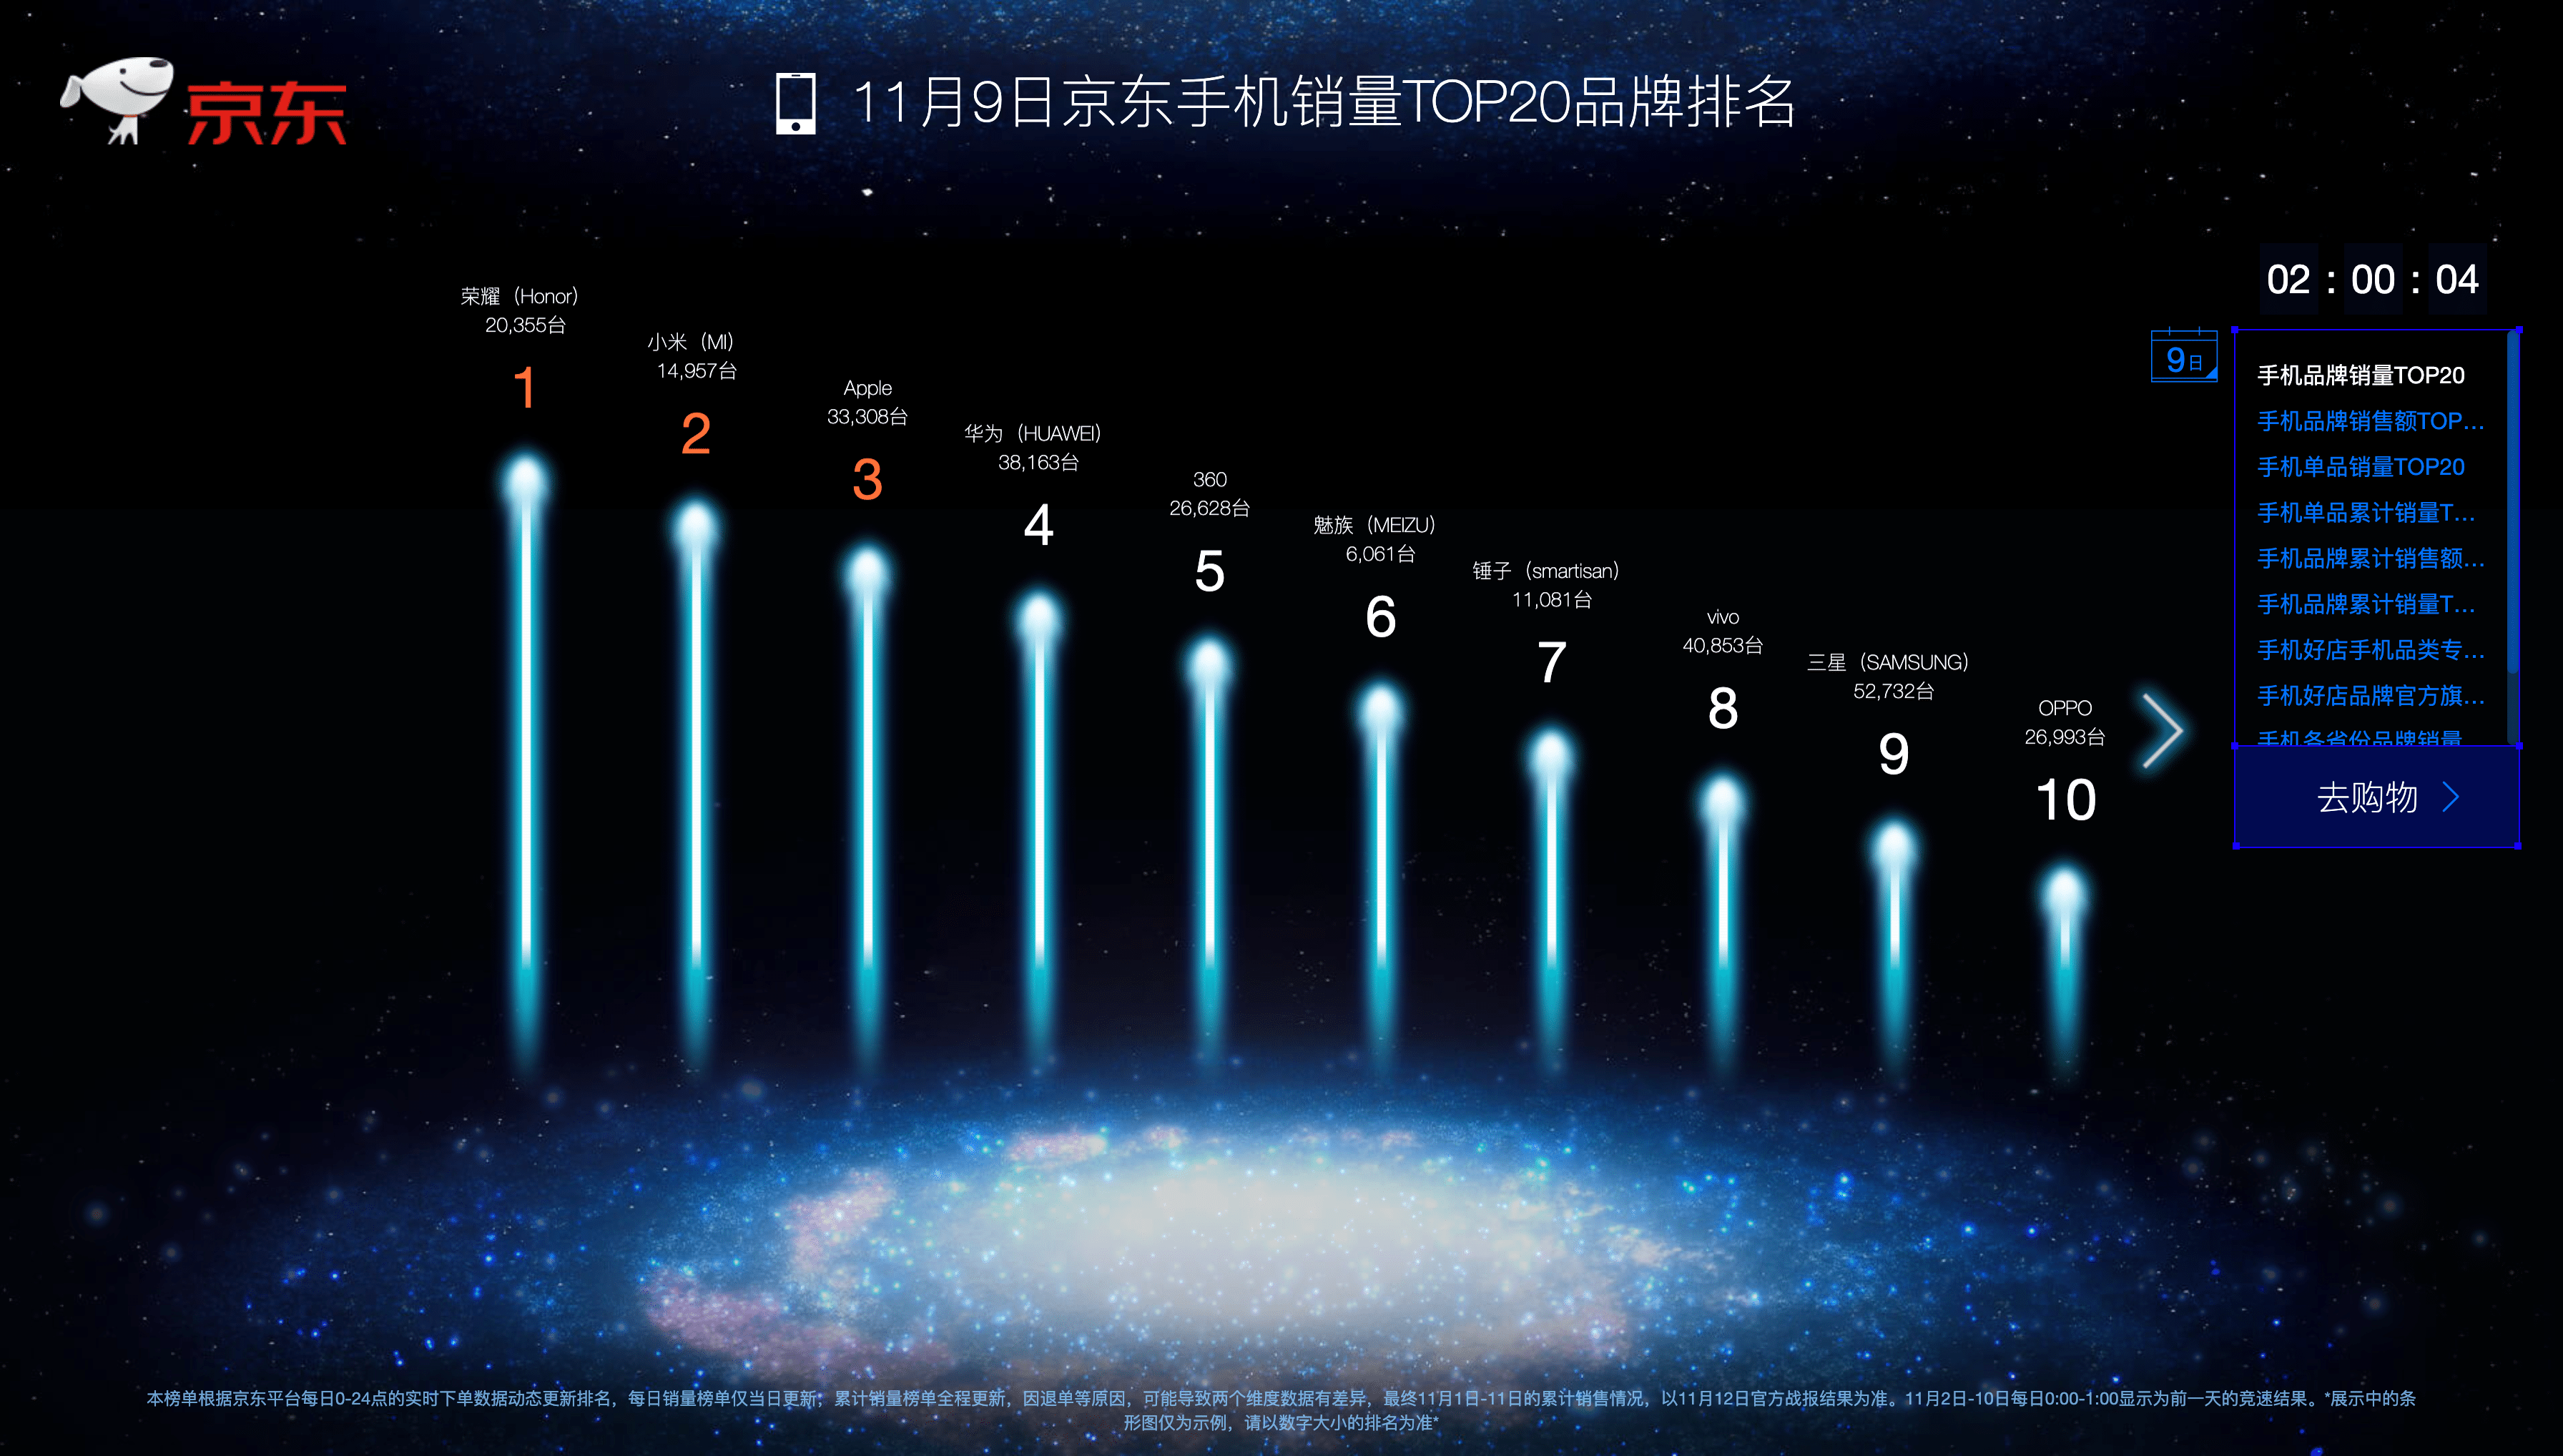 京东
11月9日京东手机销量TOP20品牌排名
02 : 00 : 04
9日
荣耀（Honor）
20,355台
1
小米（MI）
14,957台
2
Apple
33,308台
3
华为（HUAWEI）
38,163台
4
360
26,628台
5
魅族（MEIZU）
6,061台
6
锤子（smartisan）
11,081台
7
vivo
40,853台
8
三星（SAMSUNG）
52,732台
9
OPPO
26,993台
10
手机品牌销量TOP20
手机品牌销售额TOP...
手机单品销量TOP20
手机单品累计销量T...
手机品牌累计销售额...
手机品牌累计销量T...
手机好店手机品类专...
手机好店品牌官方旗...
手机各省份品牌销量
去购物
本榜单根据京东平台每日0-24点的实时下单数据动态更新排名，每日销量榜单仅当日更新；累计销量榜单全程更新，因退单等原因，可能导致两个维度数据有差异，最终11月1日-11日的累计销售情况，以11月12日官方战报结果为准。11月2日-10日每日0:00-1:00显示为前一天的竞速结果。*展示中的条
形图仅为示例，请以数字大小的排名为准*